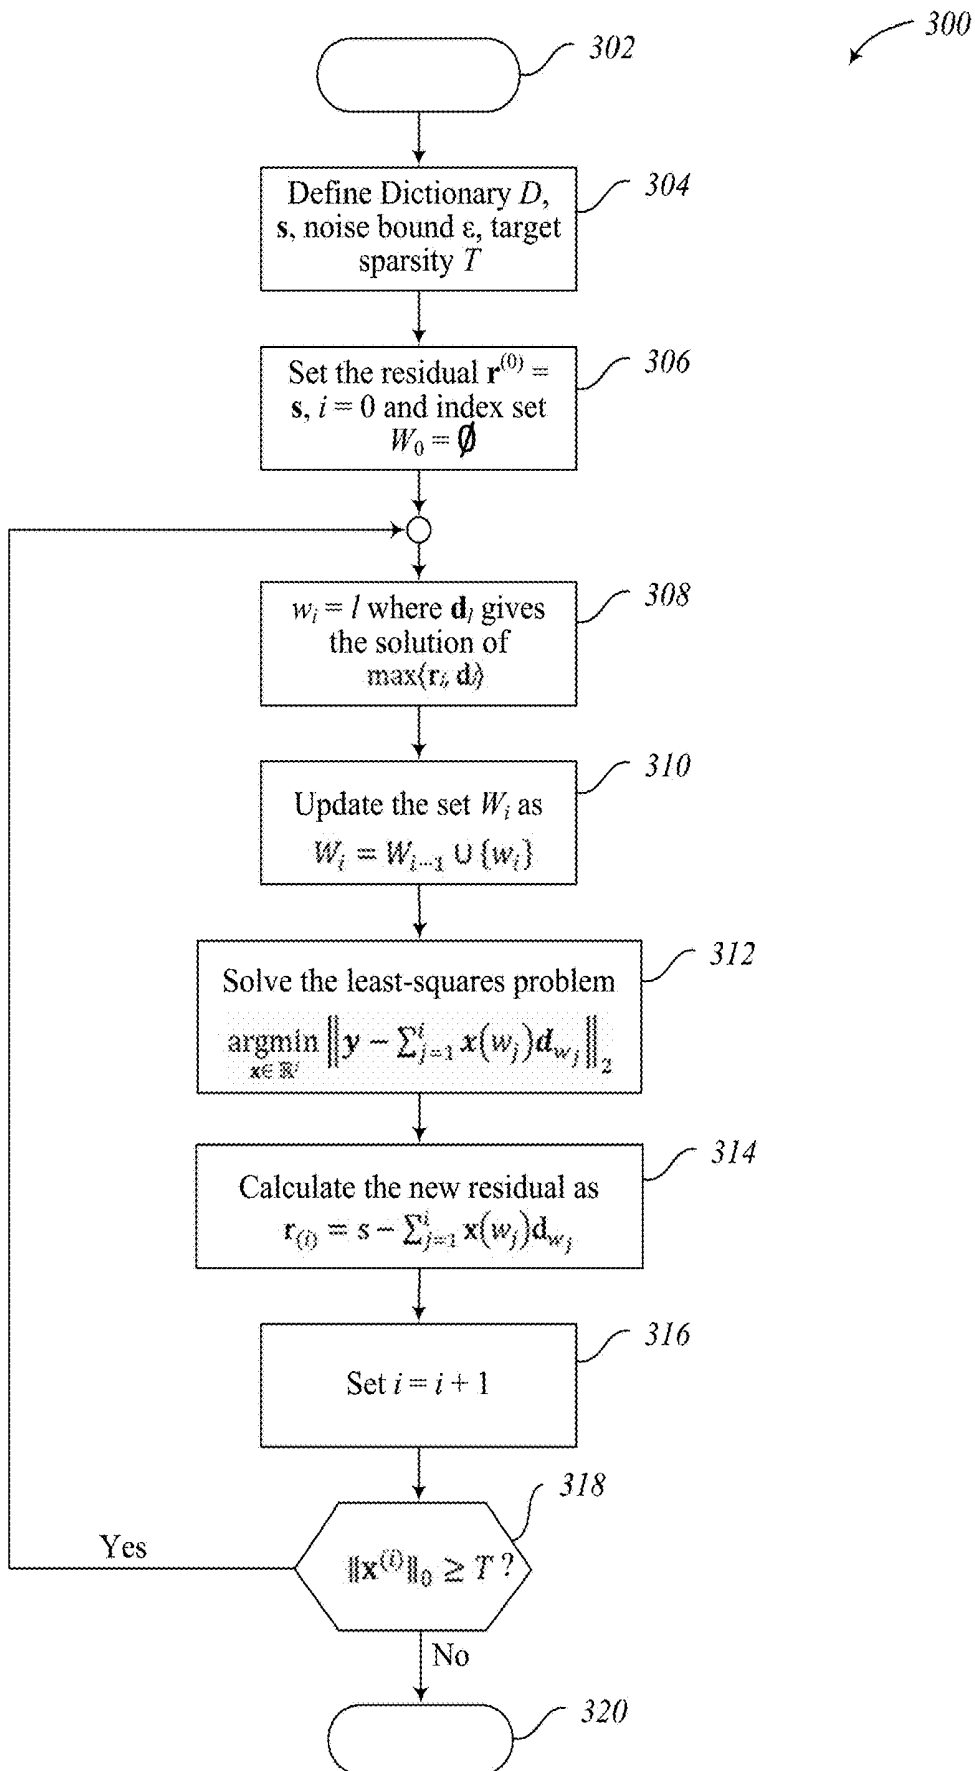 300
302
304
Define Dictionary D,
s, noise bound ε, target
sparsity T
306
Set the residual r⁽⁰⁾ =
s, i = 0 and index set
W₀ = ∅
308
wᵢ = l where dₗ gives
the solution of
max⟨rᵢ, dₗ⟩
310
Update the set Wᵢ as
Wᵢ = Wᵢ₋₁ ∪ {wᵢ}
312
Solve the least-squares problem
argmin ‖y − ∑ⁱⱼ₌₁ x(wⱼ)d_wⱼ‖₂
x∈ℝⁱ
314
Calculate the new residual as
r₍ᵢ₎ = s − ∑ⁱⱼ₌₁ x(wⱼ)d_wⱼ
316
Set i = i + 1
318
‖x⁽ⁱ⁾‖₀ ≥ T ?
Yes
No
320